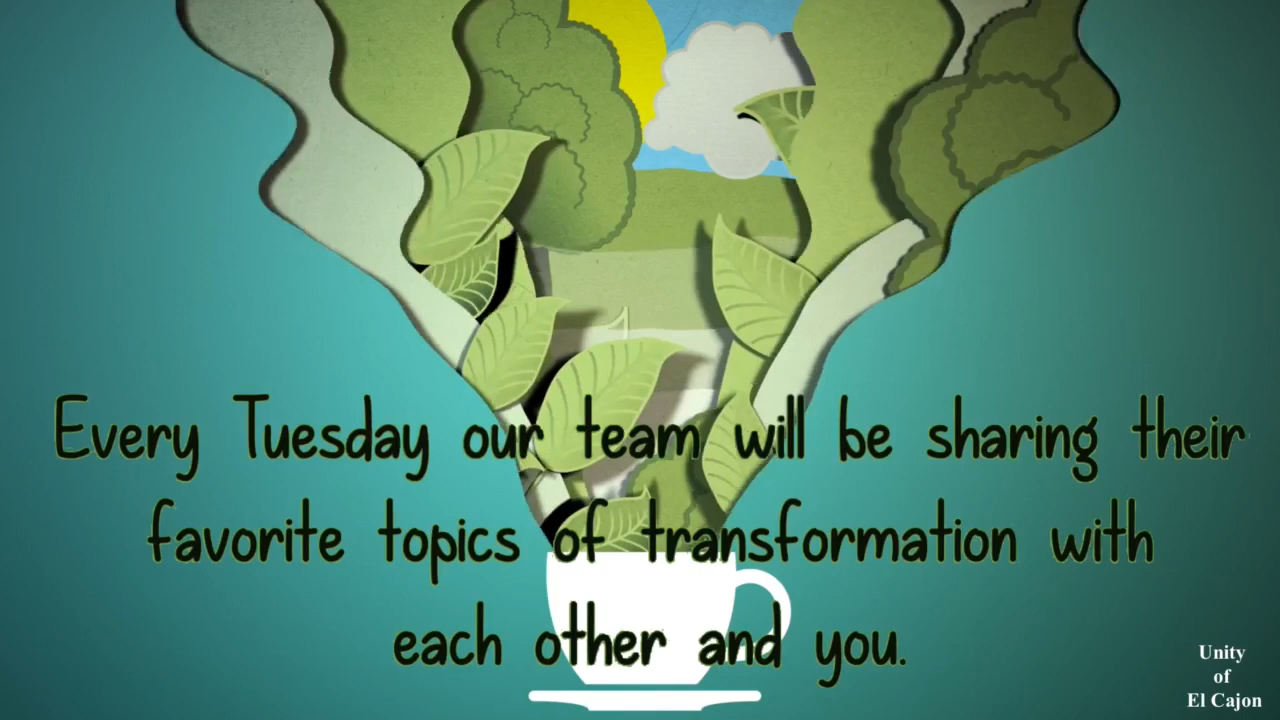 Every Tuesday our team will be sharing their
favorite topics of transformation with
each other and you.
Unity
of
El Cajon